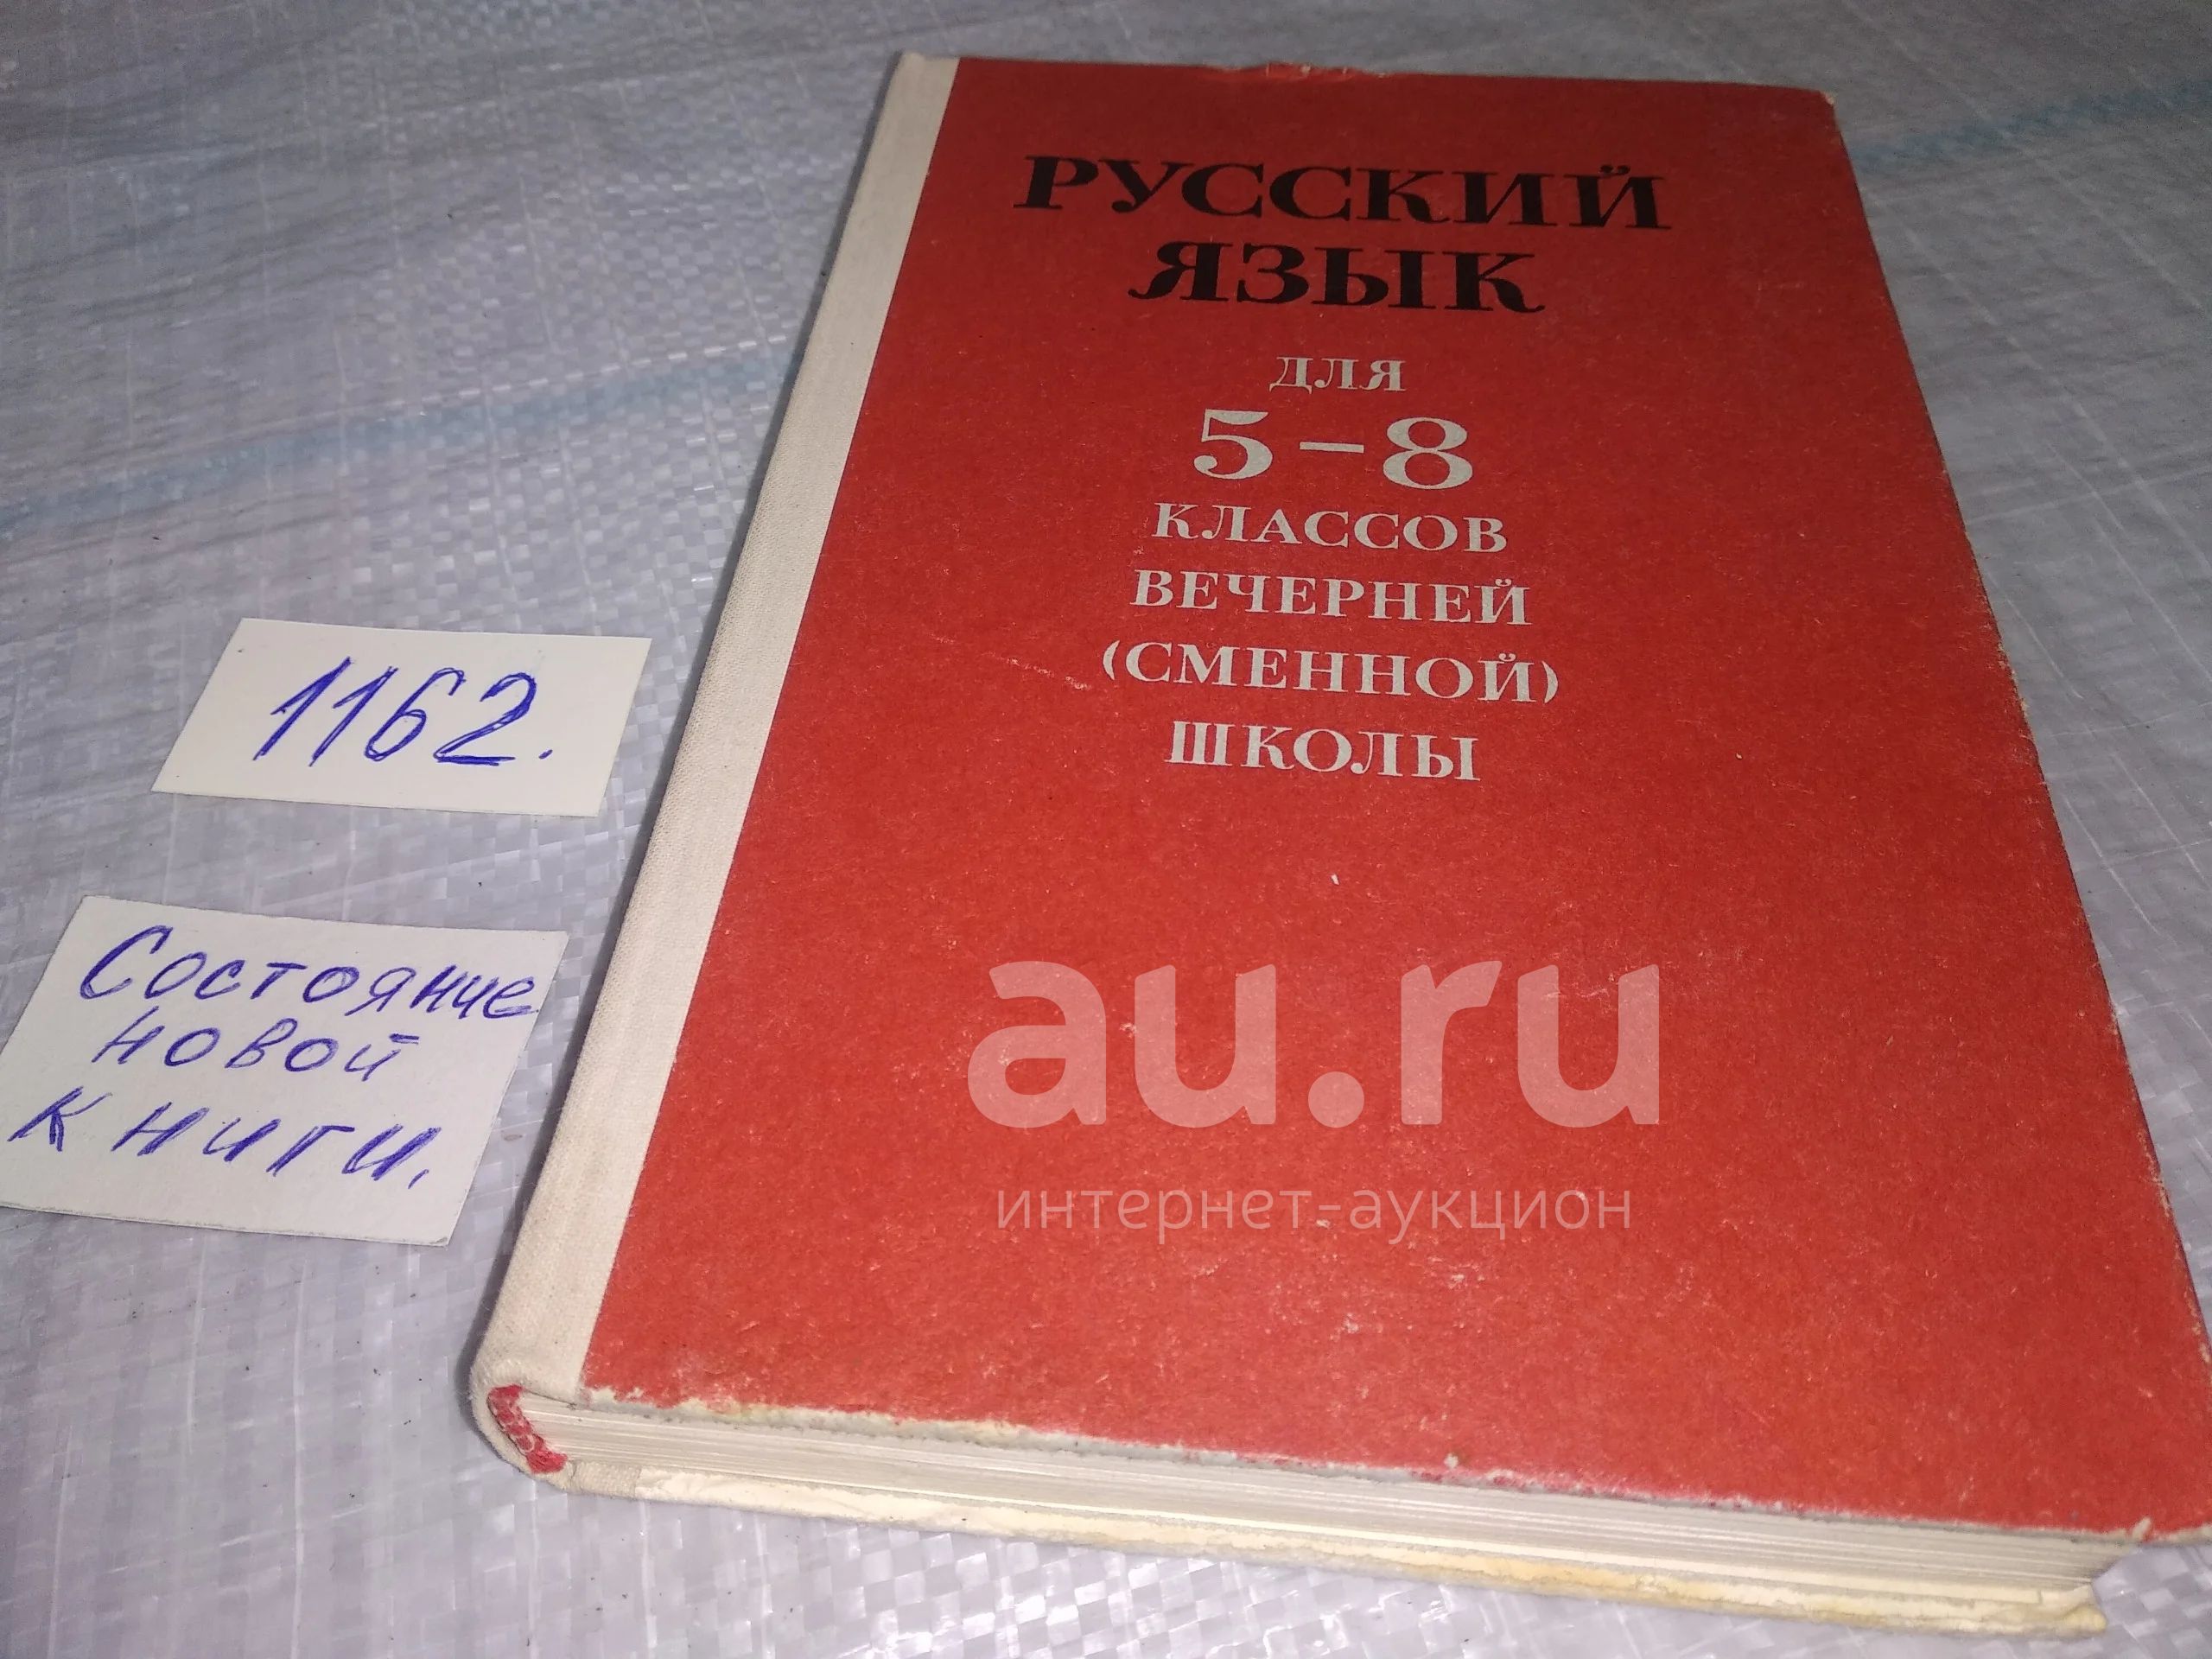 РУССКИЙ
ЯЗЫК
ДЛЯ
5-8
КЛАССОВ
ВЕЧЕРНЕЙ
(СМЕННОЙ)
ШКОЛЫ
1162.
Состояние
новой
книги.
au.ru
интернет-аукцион